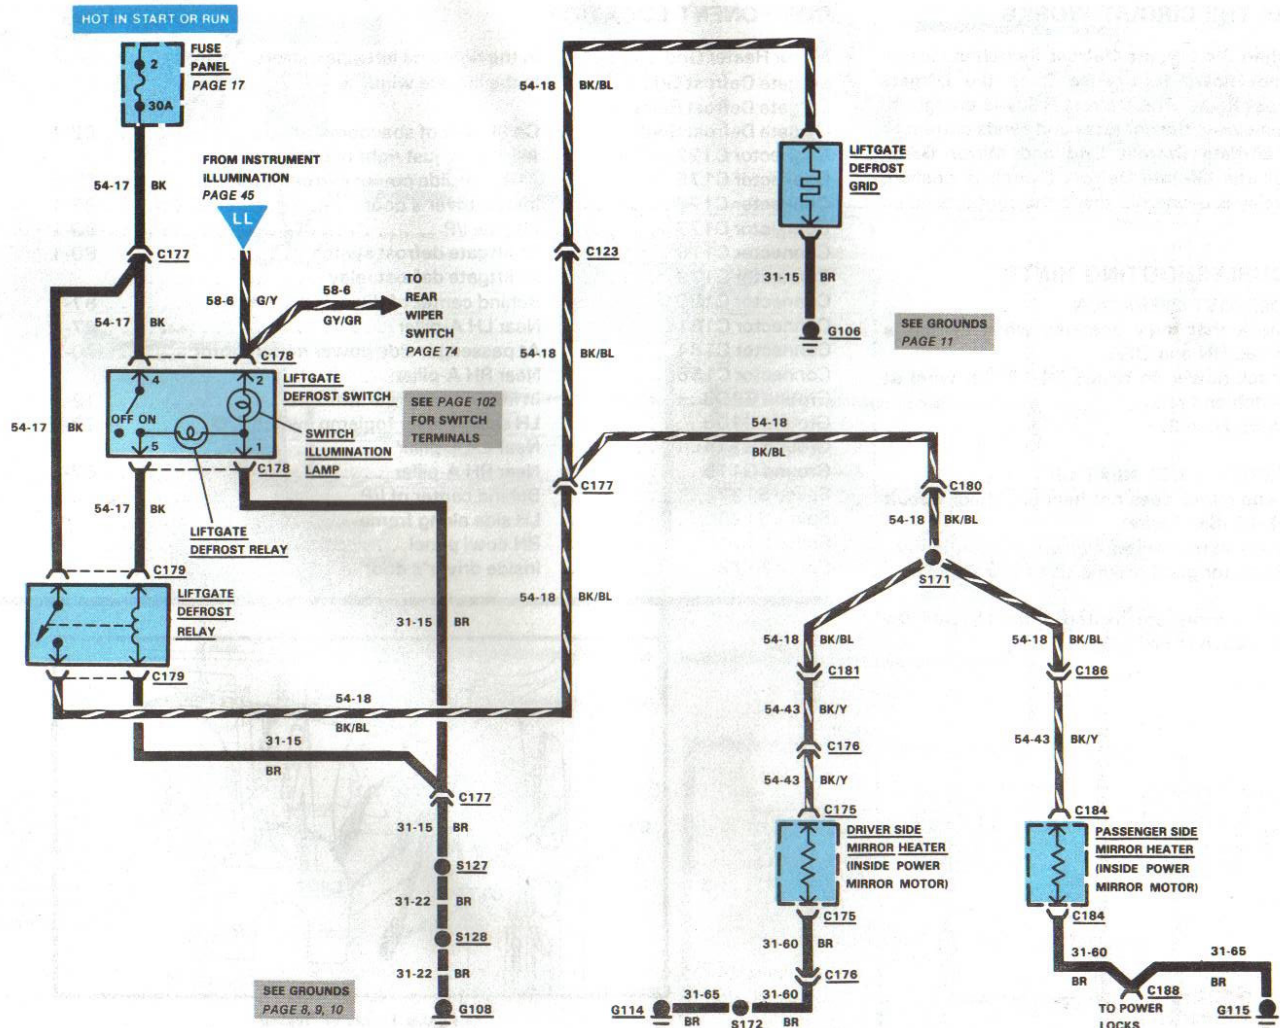 HOT IN START OR RUN
FUSE
PANEL
PAGE 17
2
30A
54-17 BK
FROM INSTRUMENT
ILLUMINATION
PAGE 45
LL
C177
58-6 G/Y
58-6
GY/GR
TO
REAR
WIPER
SWITCH
PAGE 74
54-17 BK
C178
4
2
OFF ON
5
1
LIFTGATE
DEFROST SWITCH
SEE PAGE 102
FOR SWITCH
TERMINALS
SWITCH
ILLUMINATION
LAMP
54-17 BK
C178
54-17 BK
LIFTGATE
DEFROST RELAY
C179
LIFTGATE
DEFROST
RELAY
C179
31-15 BR
54-18
BK/BL
31-15
BR
C177
31-15 BR
S127
31-22 BR
S128
31-22 BR
G108
SEE GROUNDS
PAGE 8, 9, 10
54-18 BK/BL
C123
54-18 BK/BL
C177
54-18 BK/BL
LIFTGATE
DEFROST
GRID
31-15 BR
G106
SEE GROUNDS
PAGE 11
54-18
BK/BL
C180
54-18 BK/BL
S171
54-18 BK/BL
C181
54-43 BK/Y
C176
54-43 BK/Y
C175
DRIVER SIDE
MIRROR HEATER
(INSIDE POWER
MIRROR MOTOR)
C175
31-60 BR
C176
31-60
BR
S172
31-65
BR
G114
54-18 BK/BL
C186
54-43 BK/Y
C184
PASSENGER SIDE
MIRROR HEATER
(INSIDE POWER
MIRROR MOTOR)
C184
31-60
BR
C188
TO POWER
LOCKS
31-65
BR
G115